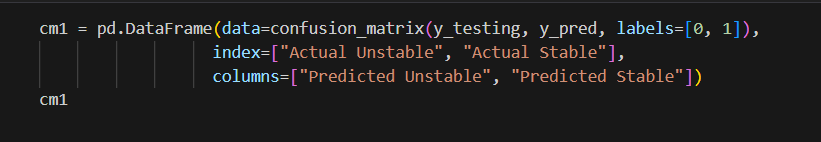 cm1 = pd.DataFrame(data=confusion_matrix(y_testing, y_pred, labels=[0, 1]),
index=["Actual Unstable", "Actual Stable"],
columns=["Predicted Unstable", "Predicted Stable"])
cm1